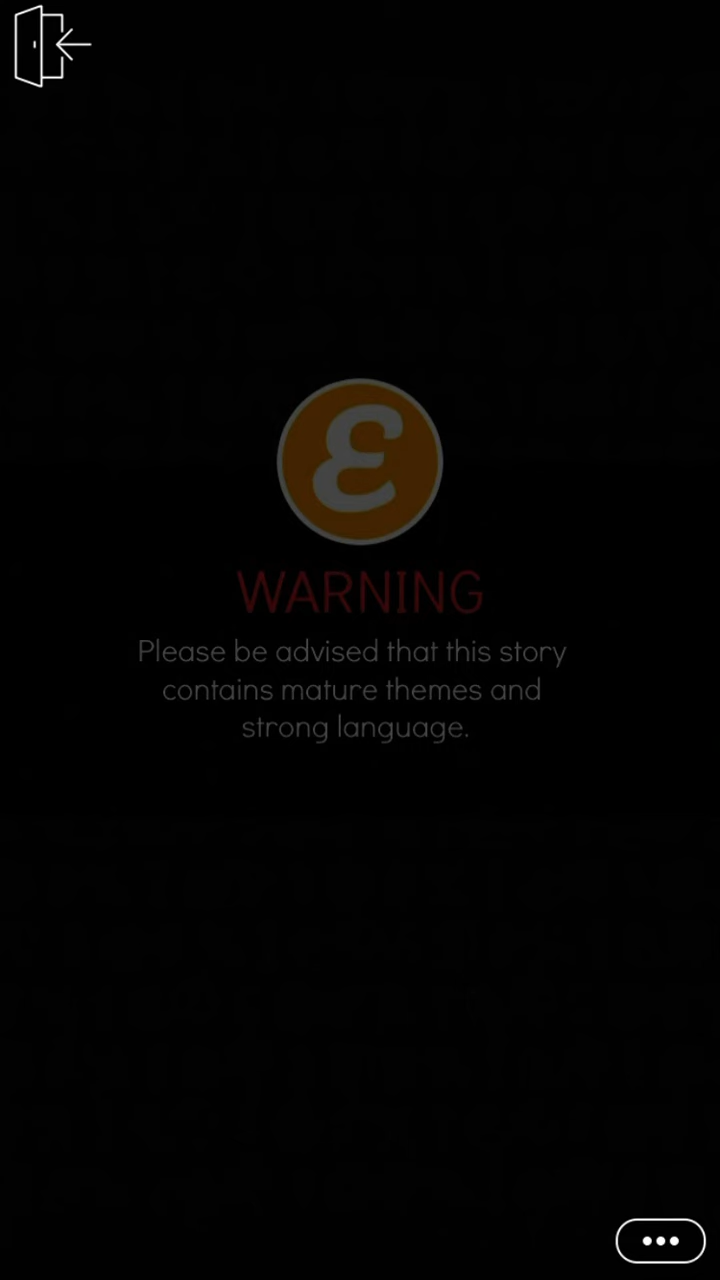 ε
WARNING
Please be advised that this story
contains mature themes and
strong language.